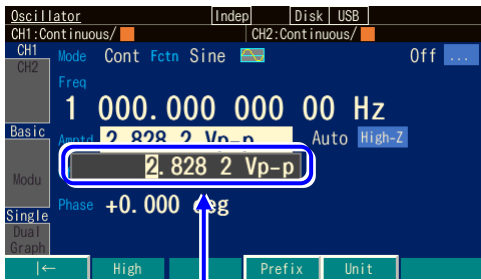 Oscillator Indep Disk USB
CH1:Continuous/ CH2:Continuous/
CH1 Mode Cont Fctn Sine Off ...
CH2
Freq
1 000.000 000 00 Hz
Basic Amptd 2.828 2 Vp-p Auto High-Z
2.828 2 Vp-p
Modu
Phase +0.000 deg
Single
Dual
Graph
|← High Prefix Unit